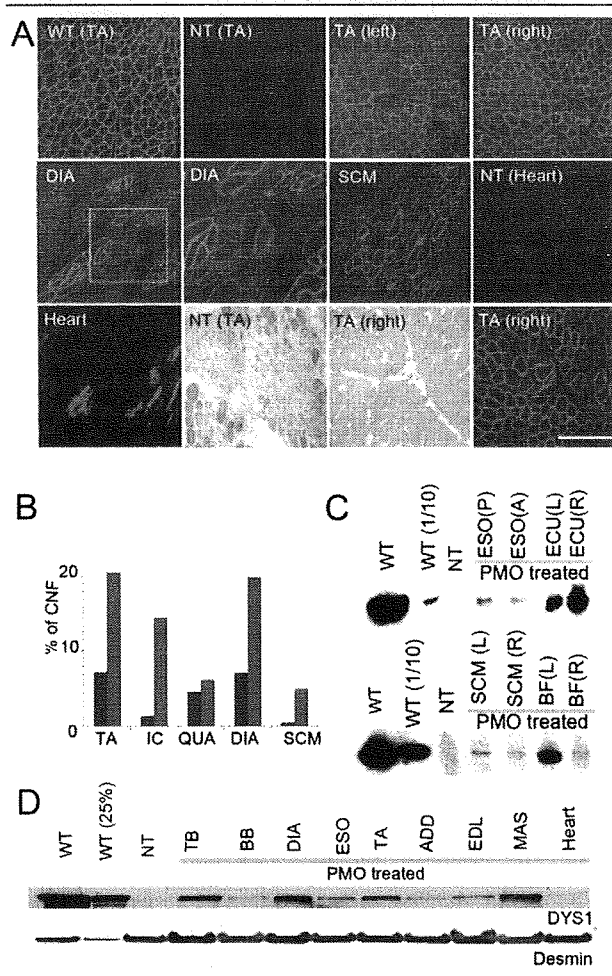 A
WT (TA)
NT (TA)
TA (left)
TA (right)
DIA
DIA
SCM
NT (Heart)
Heart
NT (TA)
TA (right)
TA (right)
B
% of CNF
20
10
0
TA IC QUA DIA SCM
C
WT
WT (1/10)
NT
ESO(P)
ESO(A)
ECU(L)
ECU(R)
PMO treated
WT
WT (1/10)
NT
SCM (L)
SCM (R)
BF(L)
BF(R)
PMO treated
D
WT
WT (25%)
NT
TB
BB
DIA
ESO
TA
ADD
EDL
MAS
Heart
PMO treated
DYS1
Desmin